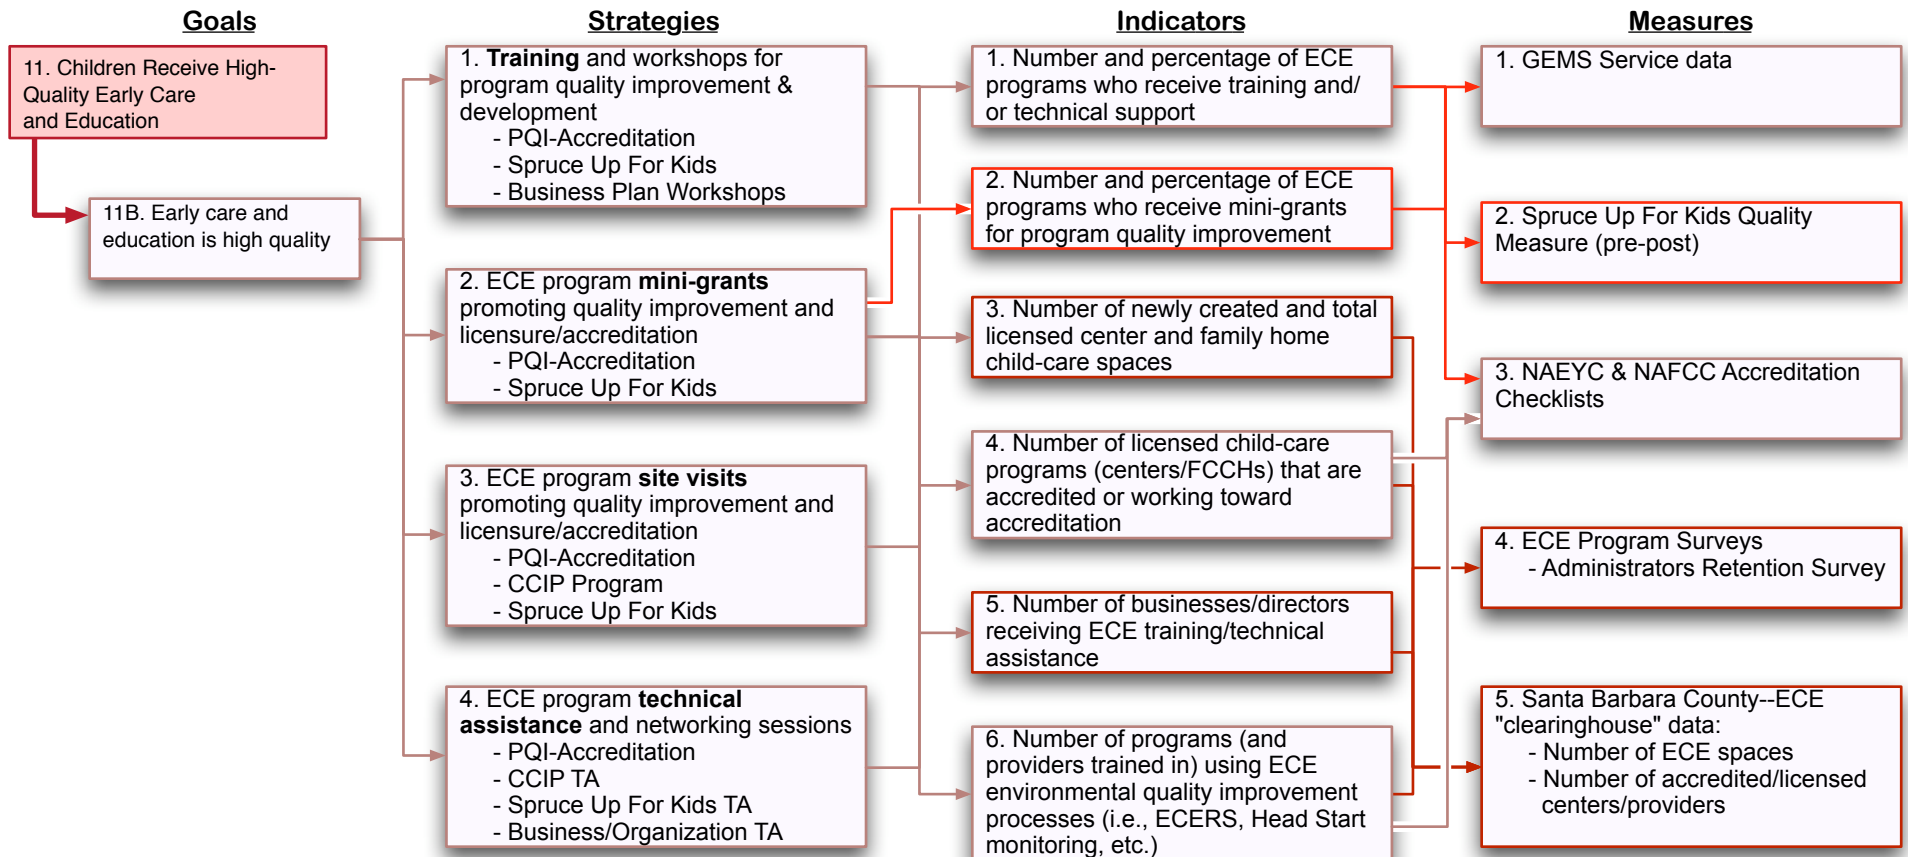 Goals
11. Children Receive High-
Quality Early Care
and Education
11B. Early care and
education is high quality
Strategies
1. Training and workshops for
program quality improvement &
development
- PQI-Accreditation
- Spruce Up For Kids
- Business Plan Workshops
2. ECE program mini-grants
promoting quality improvement and
licensure/accreditation
- PQI-Accreditation
- Spruce Up For Kids
3. ECE program site visits
promoting quality improvement and
licensure/accreditation
- PQI-Accreditation
- CCIP Program
- Spruce Up For Kids
4. ECE program technical
assistance and networking sessions
- PQI-Accreditation
- CCIP TA
- Spruce Up For Kids TA
- Business/Organization TA
Indicators
1. Number and percentage of ECE
programs who receive training and/
or technical support
2. Number and percentage of ECE
programs who receive mini-grants
for program quality improvement
3. Number of newly created and total
licensed center and family home
child-care spaces
4. Number of licensed child-care
programs (centers/FCCHs) that are
accredited or working toward
accreditation
5. Number of businesses/directors
receiving ECE training/technical
assistance
6. Number of programs (and
providers trained in) using ECE
environmental quality improvement
processes (i.e., ECERS, Head Start
monitoring, etc.)
Measures
1. GEMS Service data
2. Spruce Up For Kids Quality
Measure (pre-post)
3. NAEYC & NAFCC Accreditation
Checklists
4. ECE Program Surveys
- Administrators Retention Survey
5. Santa Barbara County--ECE
"clearinghouse" data:
- Number of ECE spaces
- Number of accredited/licensed
centers/providers